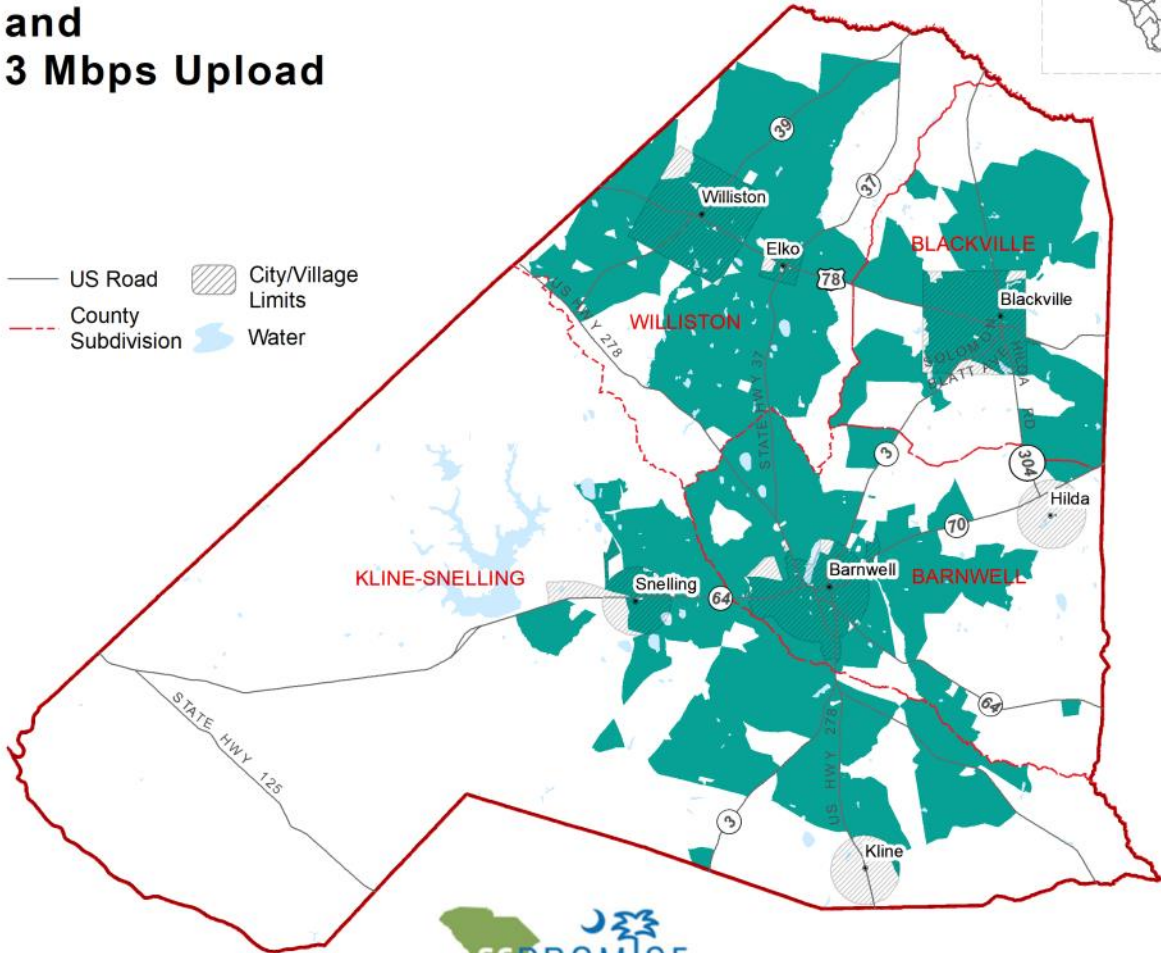 and
3 Mbps Upload
US Road
City/Village
Limits
County
Subdivision
Water
39
37
Williston
Elko
78
BLACKVILLE
Blackville
US HWY 278
WILLISTON
SOLOMON
BLATT AVE
HILDA RD
STATE HWY 37
3
304
Hilda
70
KLINE-SNELLING
Snelling
64
Barnwell
BARNWELL
STATE HWY 125
64
US HWY 278
3
Kline